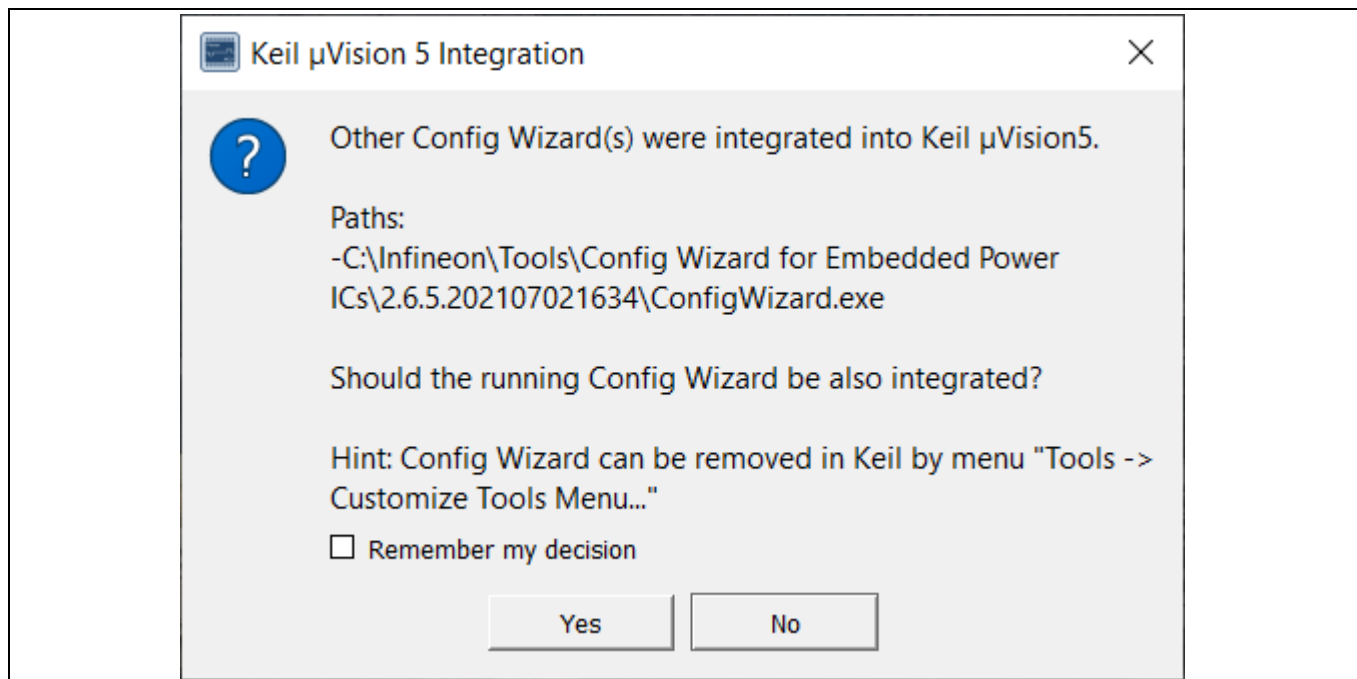 Keil µVision 5 Integration
Other Config Wizard(s) were integrated into Keil µVision5.
Paths:
-C:\Infineon\Tools\Config Wizard for Embedded Power
ICs\2.6.5.202107021634\ConfigWizard.exe
Should the running Config Wizard be also integrated?
Hint: Config Wizard can be removed in Keil by menu "Tools ->
Customize Tools Menu..."
Remember my decision
Yes
No